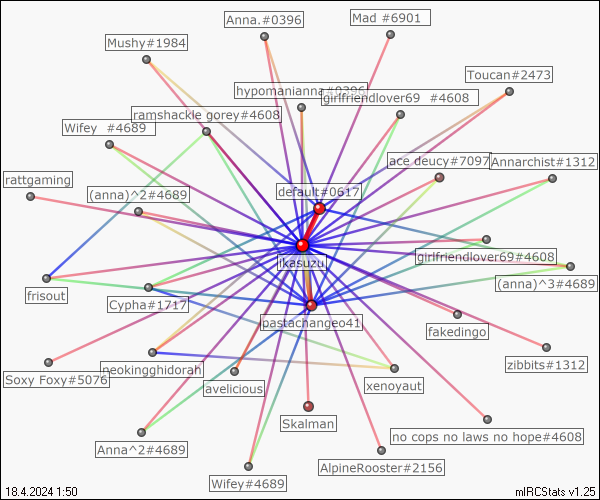 Anna.#0396
Mad #6901
Mushy#1984
Toucan#2473
hypomanianna#0396
girlfriendlover69 #4608
ramshackle gorey#4608
Wifey #4689
ace deucy#7097
Annarchist#1312
rattgaming
(anna)^2#4689
default#0617
ikasuzu
girlfriendlover69#4608
(anna)^3#4689
frisout
Cypha#1717
pastachangeo41
fakedingo
zibbits#1312
neokingghidorah
Soxy Foxy#5076
avelicious
xenoyaut
Skalman
no cops no laws no hope#4608
Anna^2#4689
AlpineRooster#2156
Wifey#4689
18.4.2024 1:50
mIRCStats v1.25